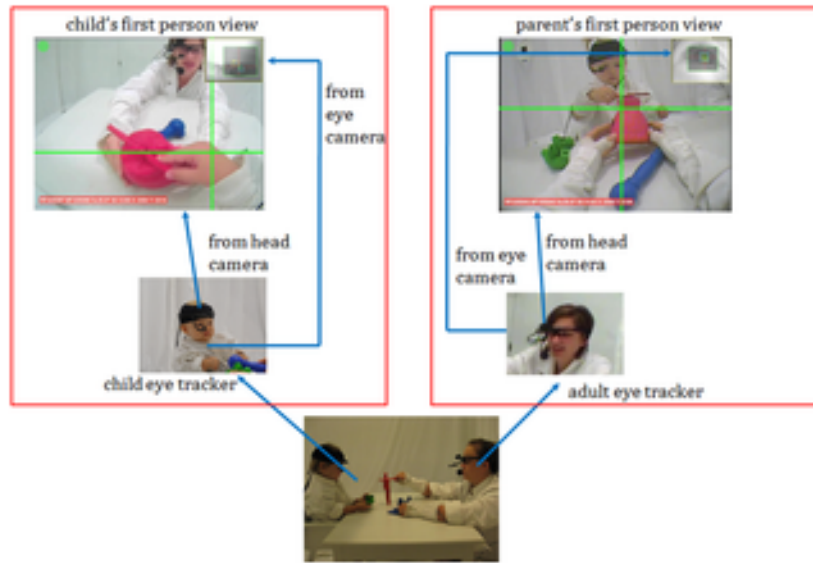 child's first person view
parent's first person view
from
eye
camera
from head
camera
from eye
camera
from head
camera
child eye tracker
adult eye tracker